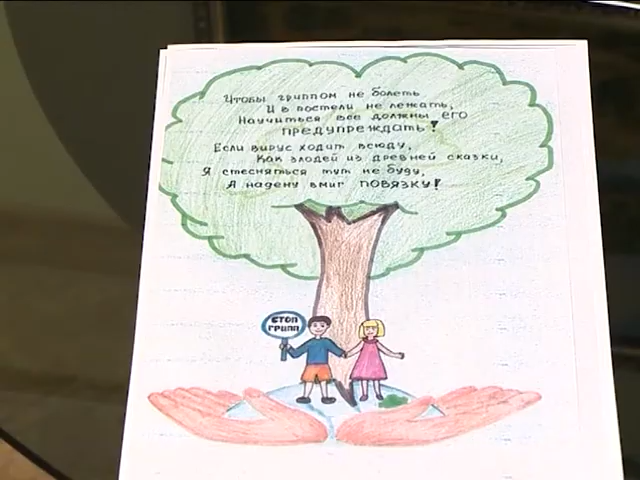 Чтобы гриппом не болеть
И в постели не лежать,
Научиться все должны его
предупреждать!
Если вирус ходит всюду,
Как злодей из древней сказки,
Я стесняться тут не буду,
А надену вмиг повязку!
СТОП
ГРИПП